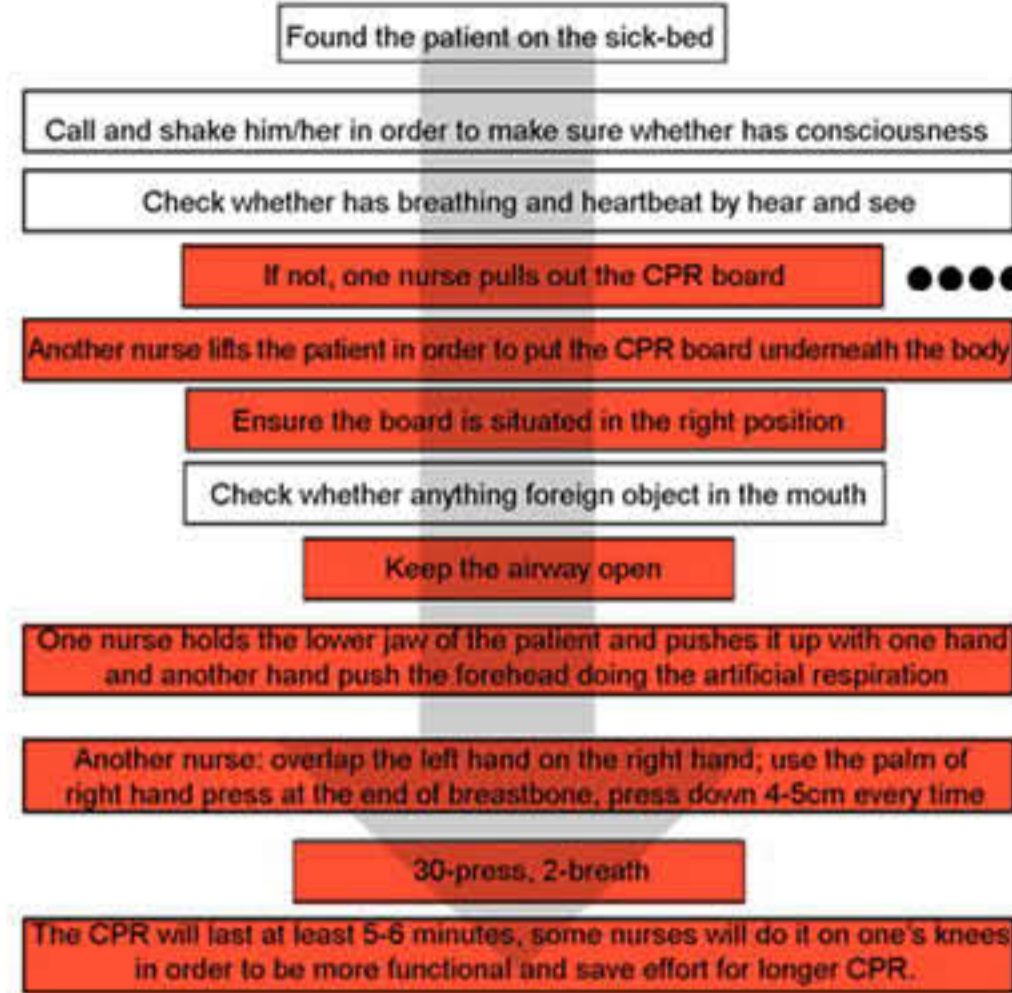 Found the patient on the sick-bed
Call and shake him/her in order to make sure whether has consciousness
Check whether has breathing and heartbeat by hear and see
If not, one nurse pulls out the CPR board
Another nurse lifts the patient in order to put the CPR board underneath the body
Ensure the board is situated in the right position
Check whether anything foreign object in the mouth
Keep the airway open
One nurse holds the lower jaw of the patient and pushes it up with one hand
and another hand push the forehead doing the artificial respiration
Another nurse: overlap the left hand on the right hand; use the palm of
right hand press at the end of breastbone, press down 4-5cm every time
30-press, 2-breath
The CPR will last at least 5-6 minutes, some nurses will do it on one's knees
in order to be more functional and save effort for longer CPR.